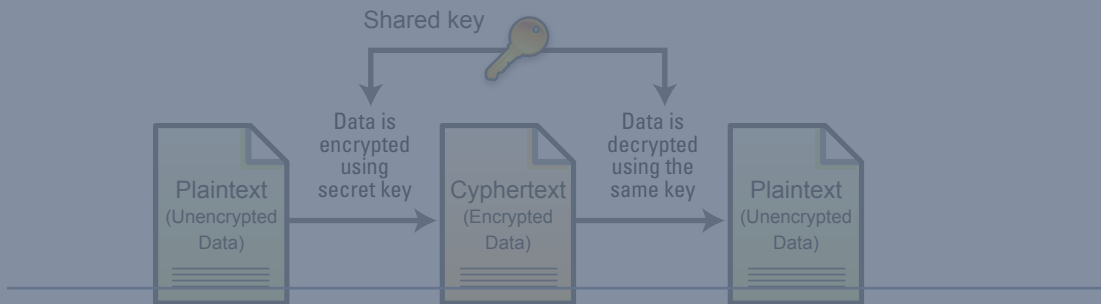 Shared key
Data is
encrypted
using
secret key
Data is
decrypted
using the
same key
Plaintext
(Unencrypted
Data)
Cyphertext
(Encrypted
Data)
Plaintext
(Unencrypted
Data)